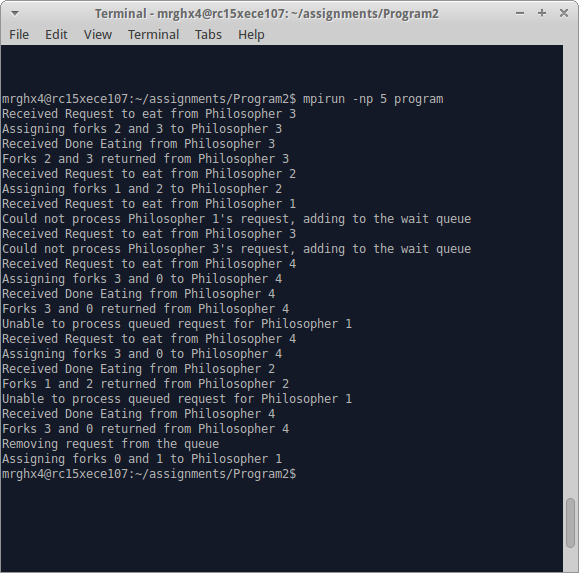 Terminal - mrghx4@rc15xece107: ~/assignments/Program2
File Edit View Terminal Tabs Help
mrghx4@rc15xece107:~/assignments/Program2$ mpirun -np 5 program
Received Request to eat from Philosopher 3
Assigning forks 2 and 3 to Philosopher 3
Received Done Eating from Philosopher 3
Forks 2 and 3 returned from Philosopher 3
Received Request to eat from Philosopher 2
Assigning forks 1 and 2 to Philosopher 2
Received Request to eat from Philosopher 1
Could not process Philosopher 1's request, adding to the wait queue
Received Request to eat from Philosopher 3
Could not process Philosopher 3's request, adding to the wait queue
Received Request to eat from Philosopher 4
Assigning forks 3 and 0 to Philosopher 4
Received Done Eating from Philosopher 4
Forks 3 and 0 returned from Philosopher 4
Unable to process queued request for Philosopher 1
Received Request to eat from Philosopher 4
Assigning forks 3 and 0 to Philosopher 4
Received Done Eating from Philosopher 2
Forks 1 and 2 returned from Philosopher 2
Unable to process queued request for Philosopher 1
Received Done Eating from Philosopher 4
Forks 3 and 0 returned from Philosopher 4
Removing request from the queue
Assigning forks 0 and 1 to Philosopher 1
mrghx4@rc15xece107:~/assignments/Program2$